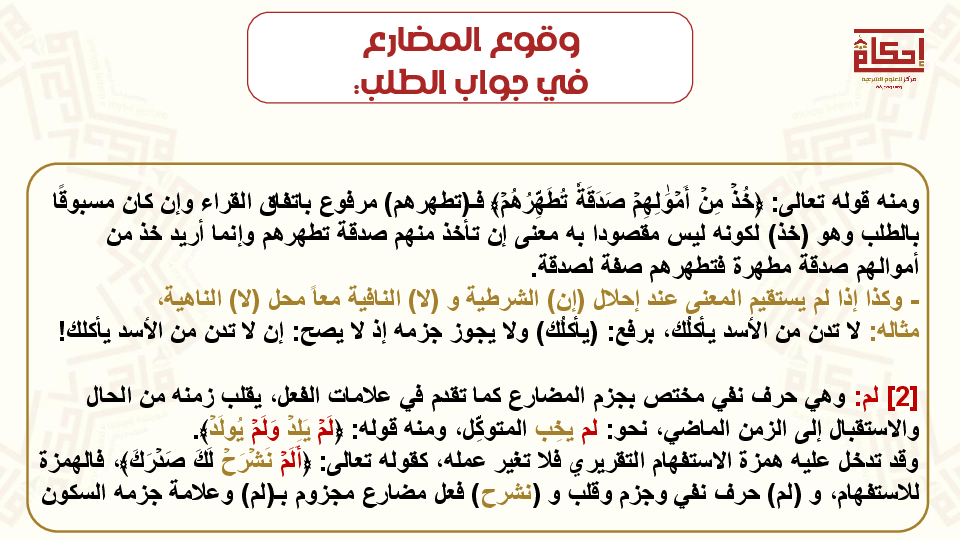 وقوع المضارع
في جواب الطلب:
إحكام
مركز للعلوم الشرعية
ومنه قوله تعالى: ﴿خُذۡ مِنۡ أَمۡوَٰلِهِمۡ صَدَقَةٗ تُطَهِّرُهُمۡ﴾ فـ(تطهرهم) مرفوع باتفاق القراء وإن كان مسبوقًا
بالطلب وهو (خذ) لكونه ليس مقصودا به معنى إن تأخذ منهم صدقة تطهرهم وإنما أريد خذ من
أموالهم صدقة مطهرة فتطهرهم صفة لصدقة.
- وكذا إذا لم يستقيم المعنى عند إحلال (إن) الشرطية و (لا) النافية معاً محل (لا) الناهية،
مثاله: لا تدن من الأسد يأكلُك، برفع: (يأكلُك) ولا يجوز جزمه إذ لا يصح: إن لا تدن من الأسد يأكلك!
[2] لم: وهي حرف نفي مختص بجزم المضارع كما تقدم في علامات الفعل، يقلب زمنه من الحال
والاستقبال إلى الزمن الماضي، نحو: لم يخِب المتوكِّل، ومنه قوله: ﴿لَمۡ يَلِدۡ وَلَمۡ يُولَدۡ﴾.
وقد تدخل عليه همزة الاستفهام التقريري فلا تغير عمله، كقوله تعالى: ﴿أَلَمۡ نَشۡرَحۡ لَكَ صَدۡرَكَ﴾، فالهمزة
للاستفهام، و (لم) حرف نفي وجزم وقلب و (نشرح) فعل مضارع مجزوم بـ(لم) وعلامة جزمه السكون